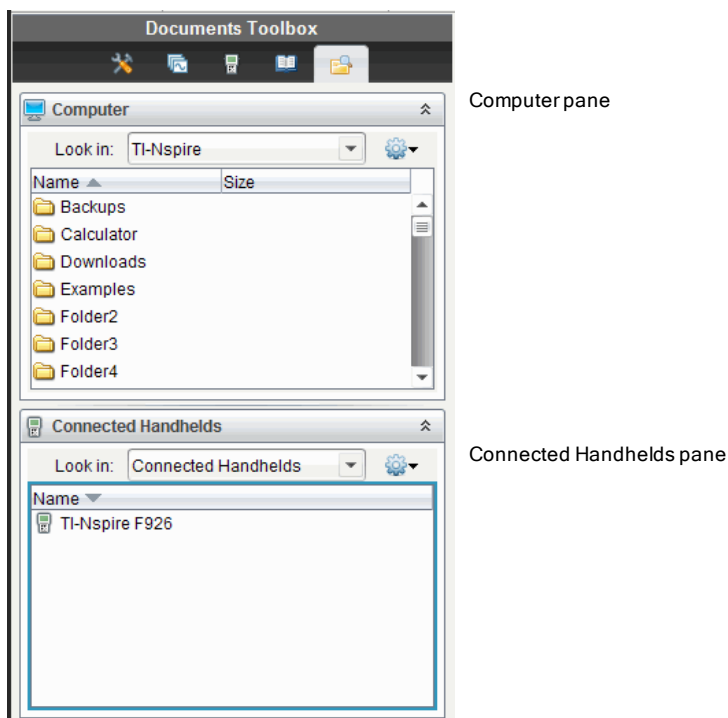 Documents Toolbox
Computer
Computer pane
Look in: TI-Nspire
Name Size
Backups
Calculator
Downloads
Examples
Folder2
Folder3
Folder4
Connected Handhelds
Look in: Connected Handhelds
Connected Handhelds pane
Name
TI-Nspire F926